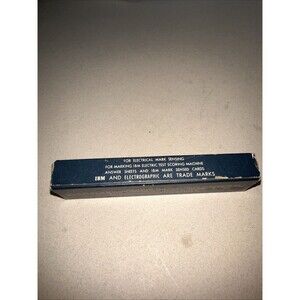 FOR ELECTRICAL MARK SENSING
FOR MARKING IBM ELECTRIC TEST SCORING MACHINE
ANSWER SHEETS AND IBM MARK SENSED CARDS
IBM AND ELECTROGRAPHIC ARE TRADE MARKS